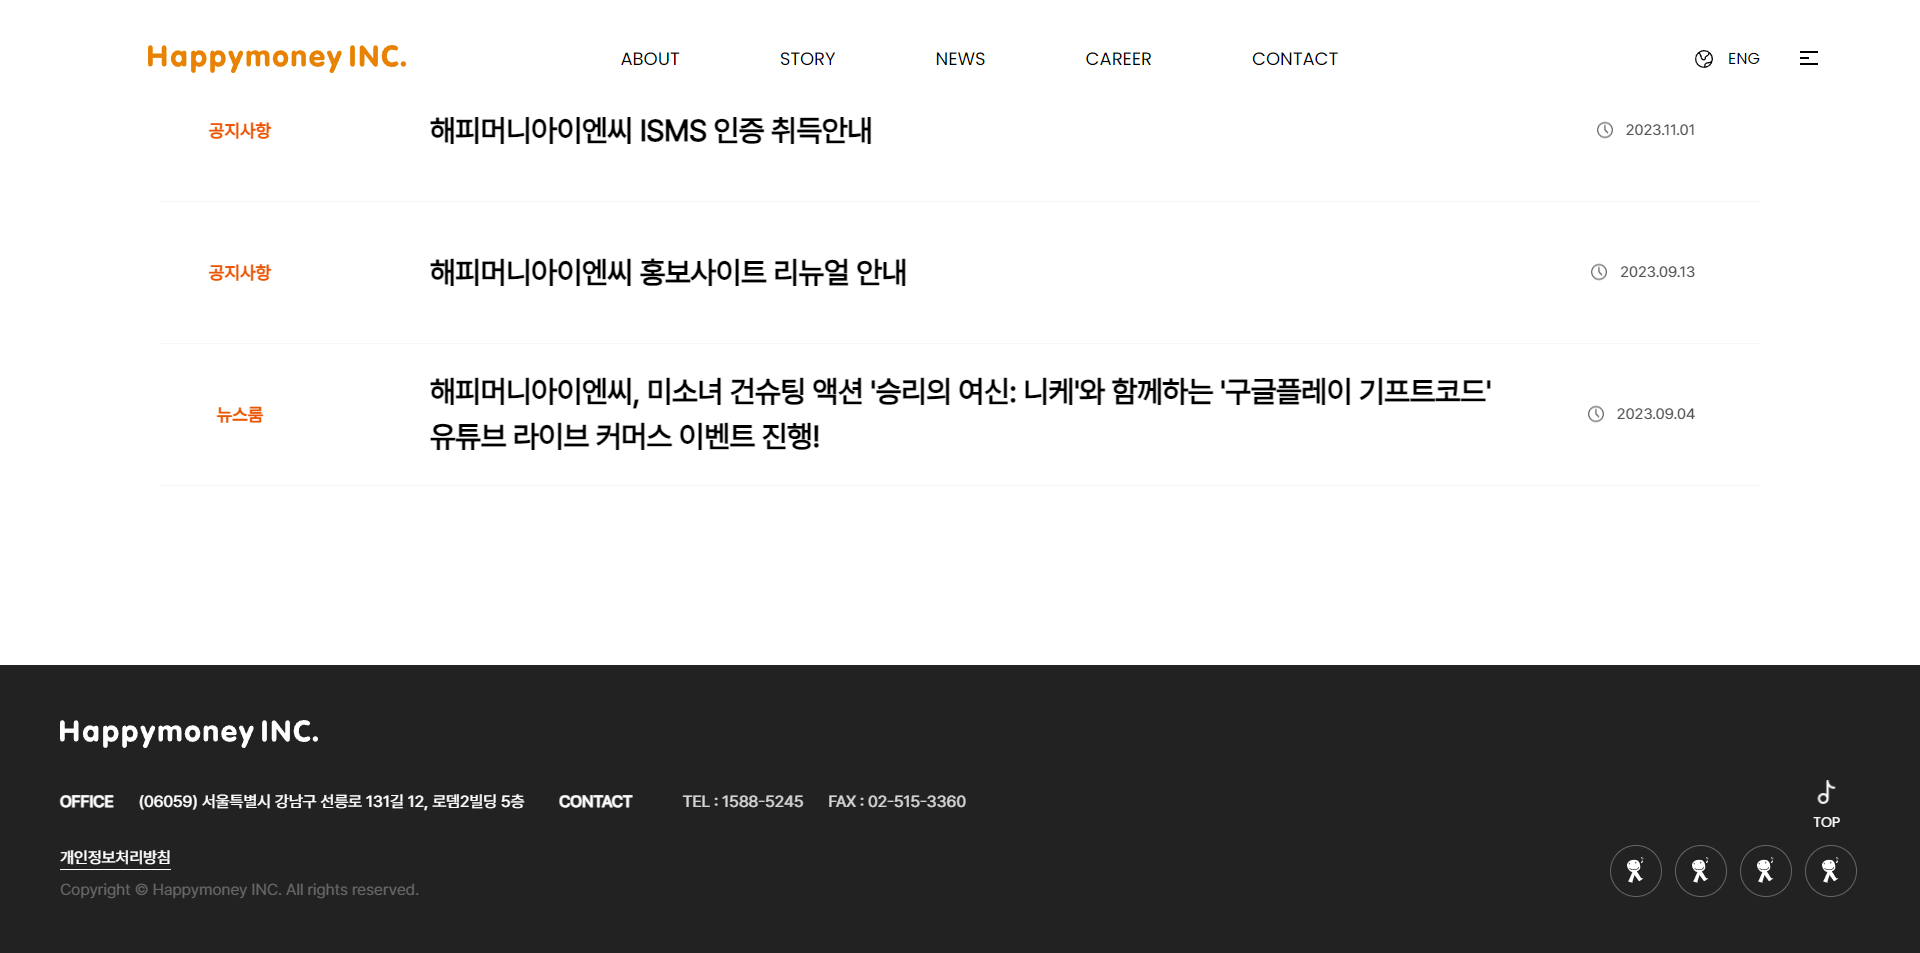 Happymoney INC.
ABOUT
STORY
NEWS
CAREER
CONTACT
ENG
공지사항
해피머니아이엔씨 ISMS 인증 취득안내
2023.11.01
공지사항
해피머니아이엔씨 홍보사이트 리뉴얼 안내
2023.09.13
뉴스룸
해피머니아이엔씨, 미소녀 건슈팅 액션 '승리의 여신: 니케'와 함께하는 '구글플레이 기프트코드'
유튜브 라이브 커머스 이벤트 진행!
2023.09.04
Happymoney INC.
OFFICE (06059) 서울특별시 강남구 선릉로 131길 12, 로뎀2빌딩 5층 CONTACT TEL : 1588-5245 FAX : 02-515-3360
TOP
개인정보처리방침
Copyright © Happymoney INC. All rights reserved.